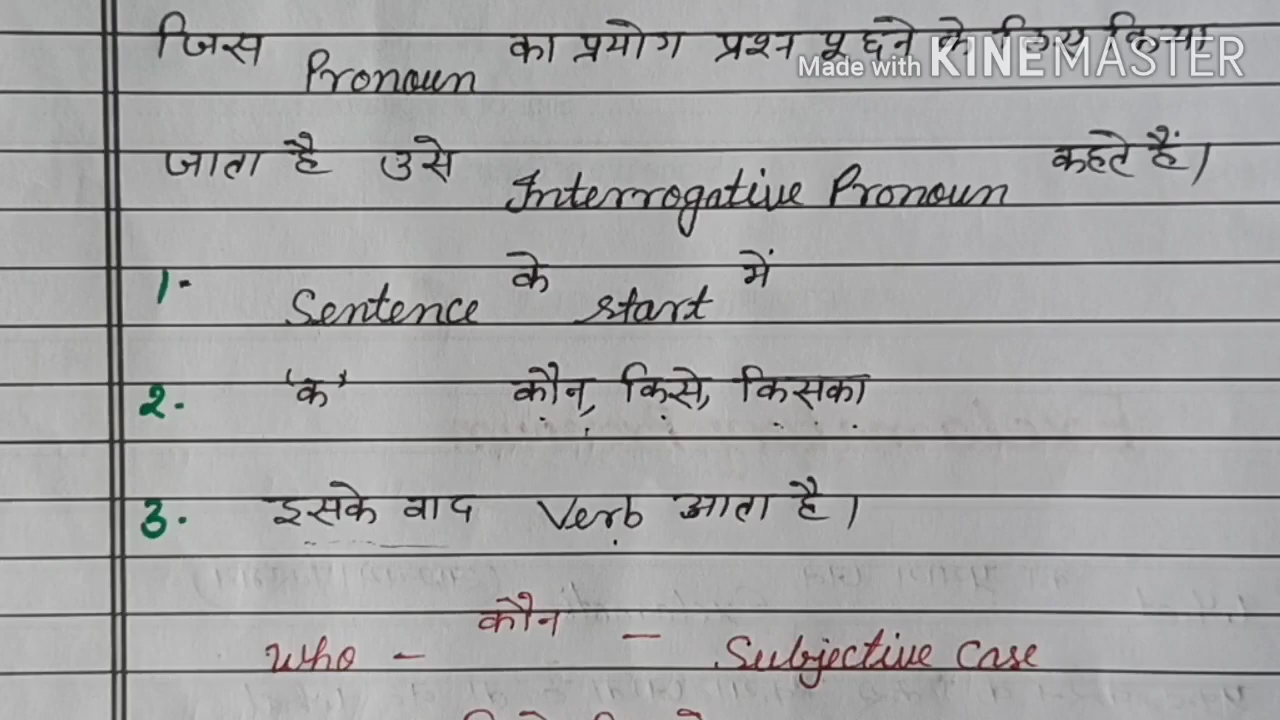 जिस Pronoun का प्रयोग प्रश्न पूछने के लिए किया
Made with KINEMASTER
जाता है उसे Interrogative Pronoun कहते हैं।
1. Sentence के start में
2. 'क' कौन, किसे, किसका
3. इसके बाद Verb आता है।
Who - कौन - Subjective Case